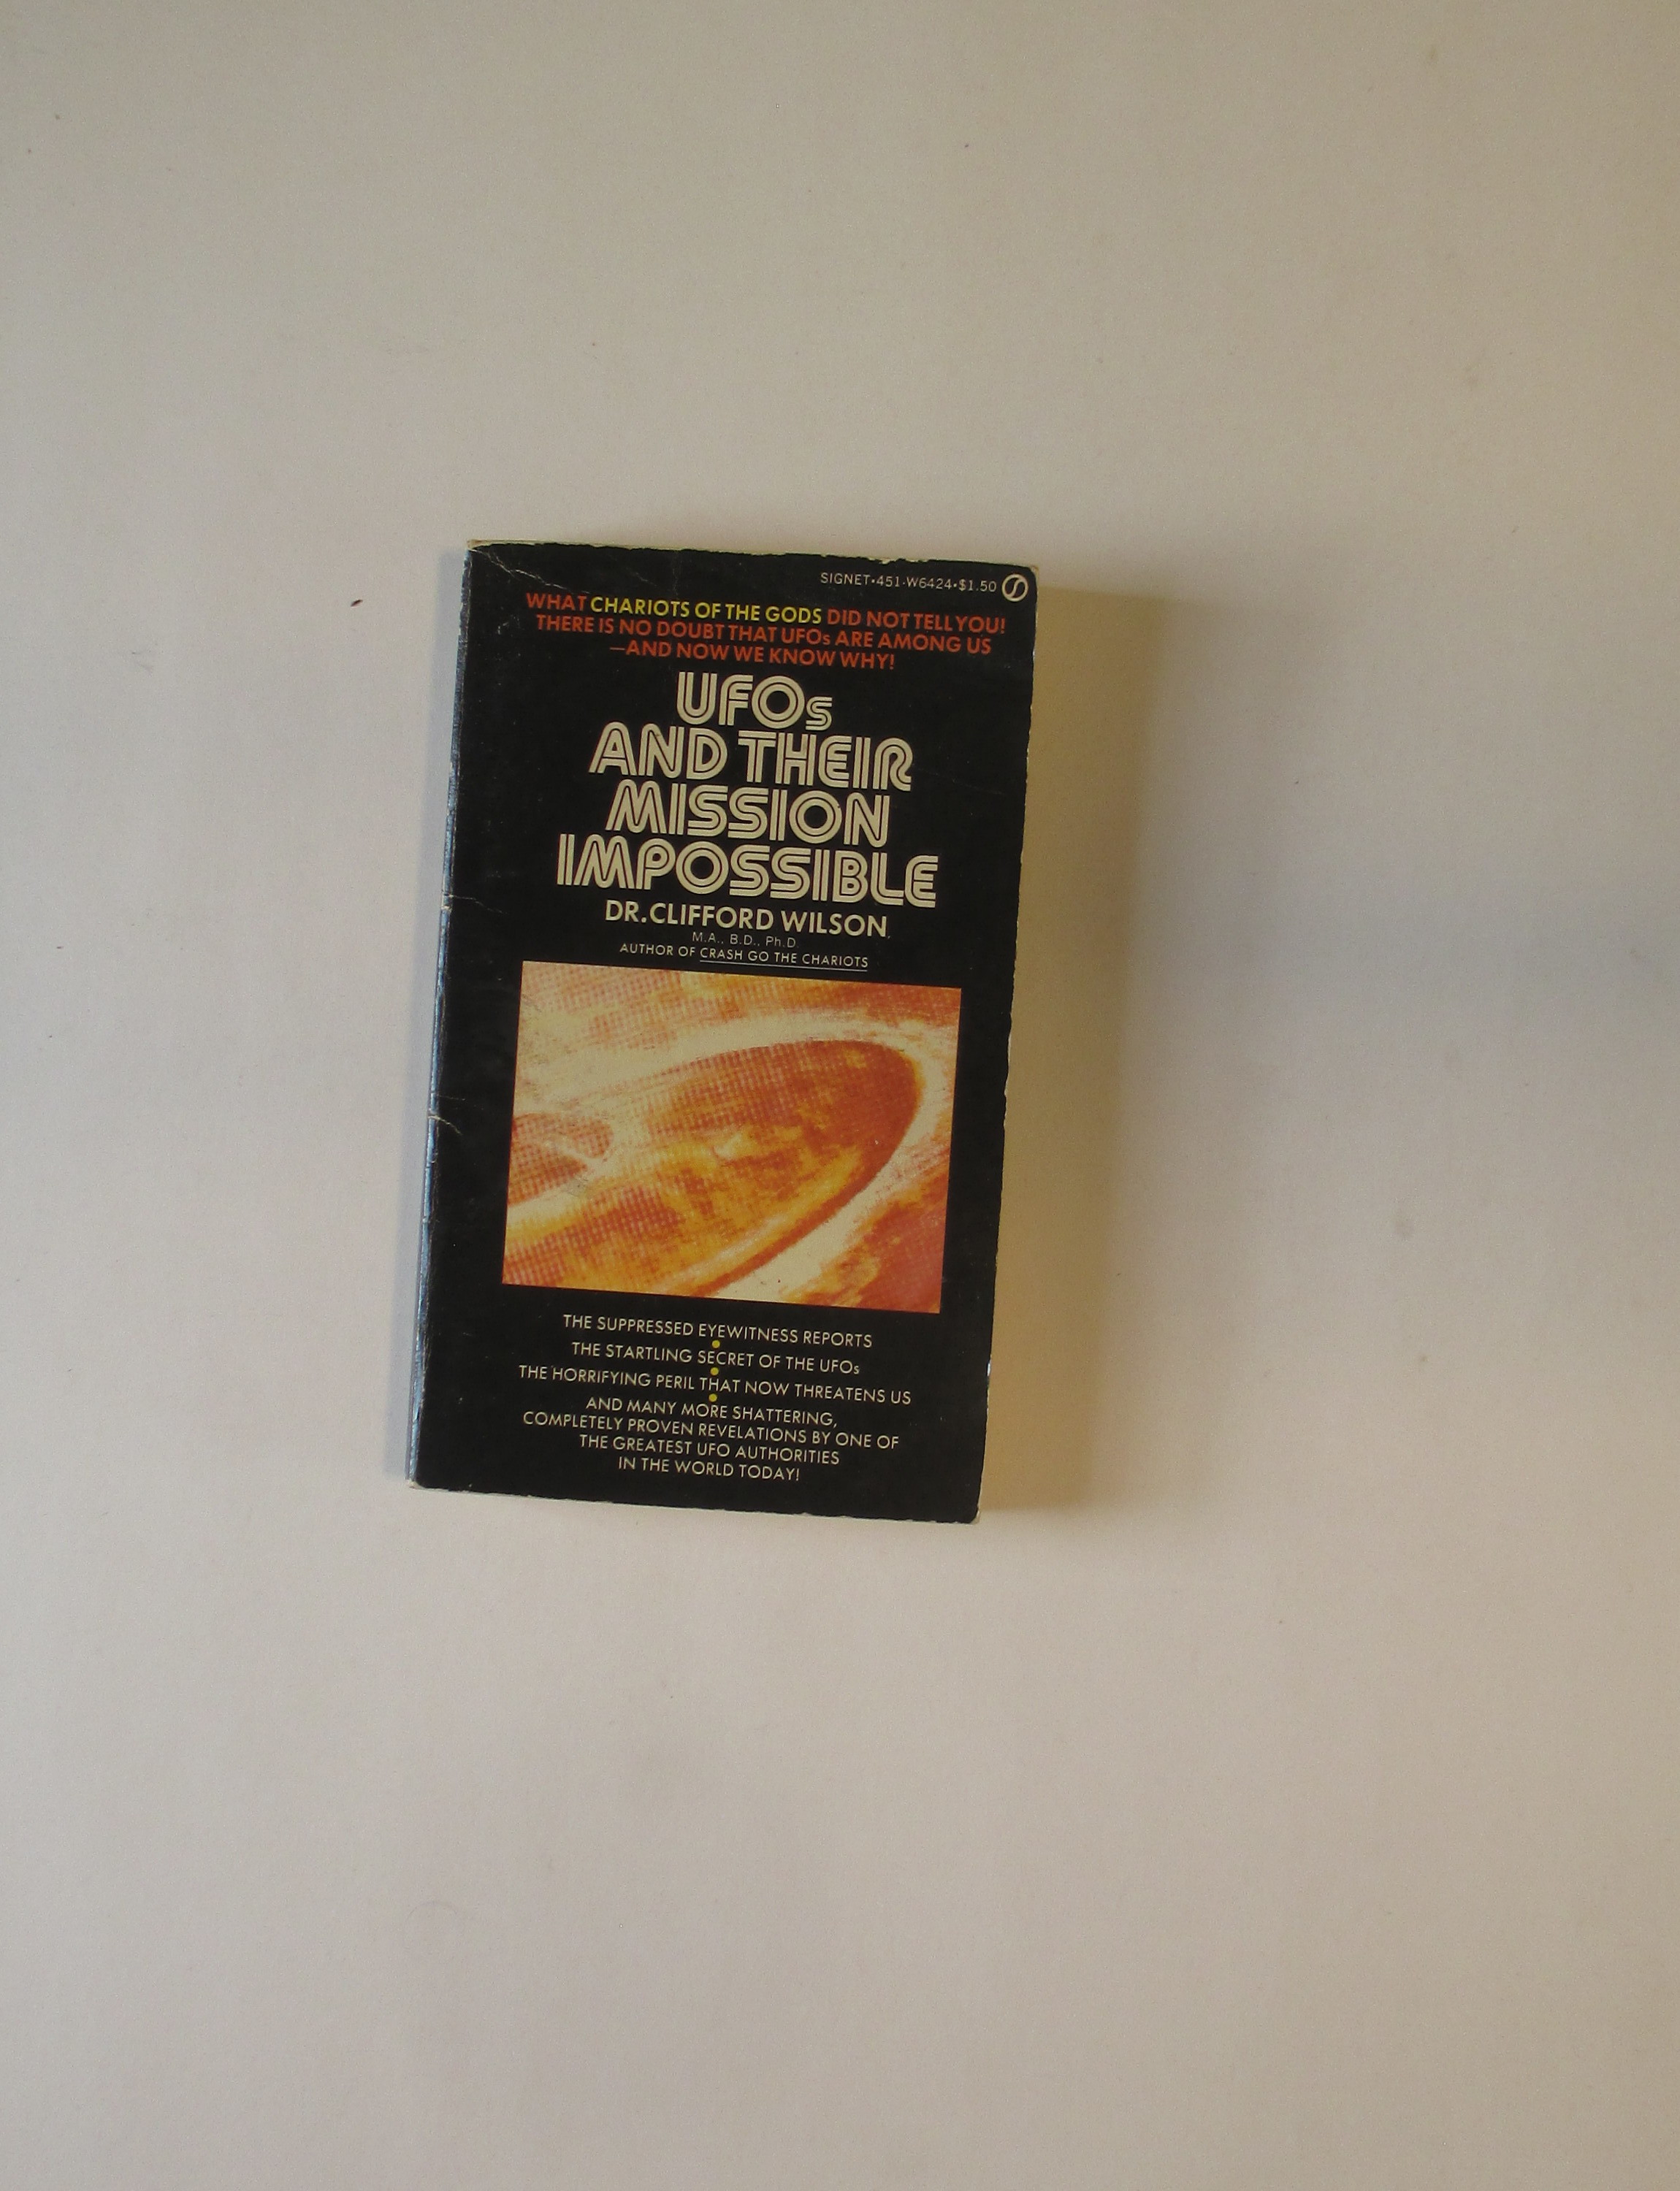 SIGNET•451-W6424•$1.50
WHAT CHARIOTS OF THE GODS DID NOT TELL YOU!
THERE IS NO DOUBT THAT UFOs ARE AMONG US
—AND NOW WE KNOW WHY!
UFOs
AND THEIR
MISSION
IMPOSSIBLE
DR. CLIFFORD WILSON,
M.A., B.D., Ph.D.
AUTHOR OF CRASH GO THE CHARIOTS
THE SUPPRESSED EYEWITNESS REPORTS
•
THE STARTLING SECRET OF THE UFOs
•
THE HORRIFYING PERIL THAT NOW THREATENS US
•
AND MANY MORE SHATTERING,
COMPLETELY PROVEN REVELATIONS BY ONE OF
THE GREATEST UFO AUTHORITIES
IN THE WORLD TODAY!